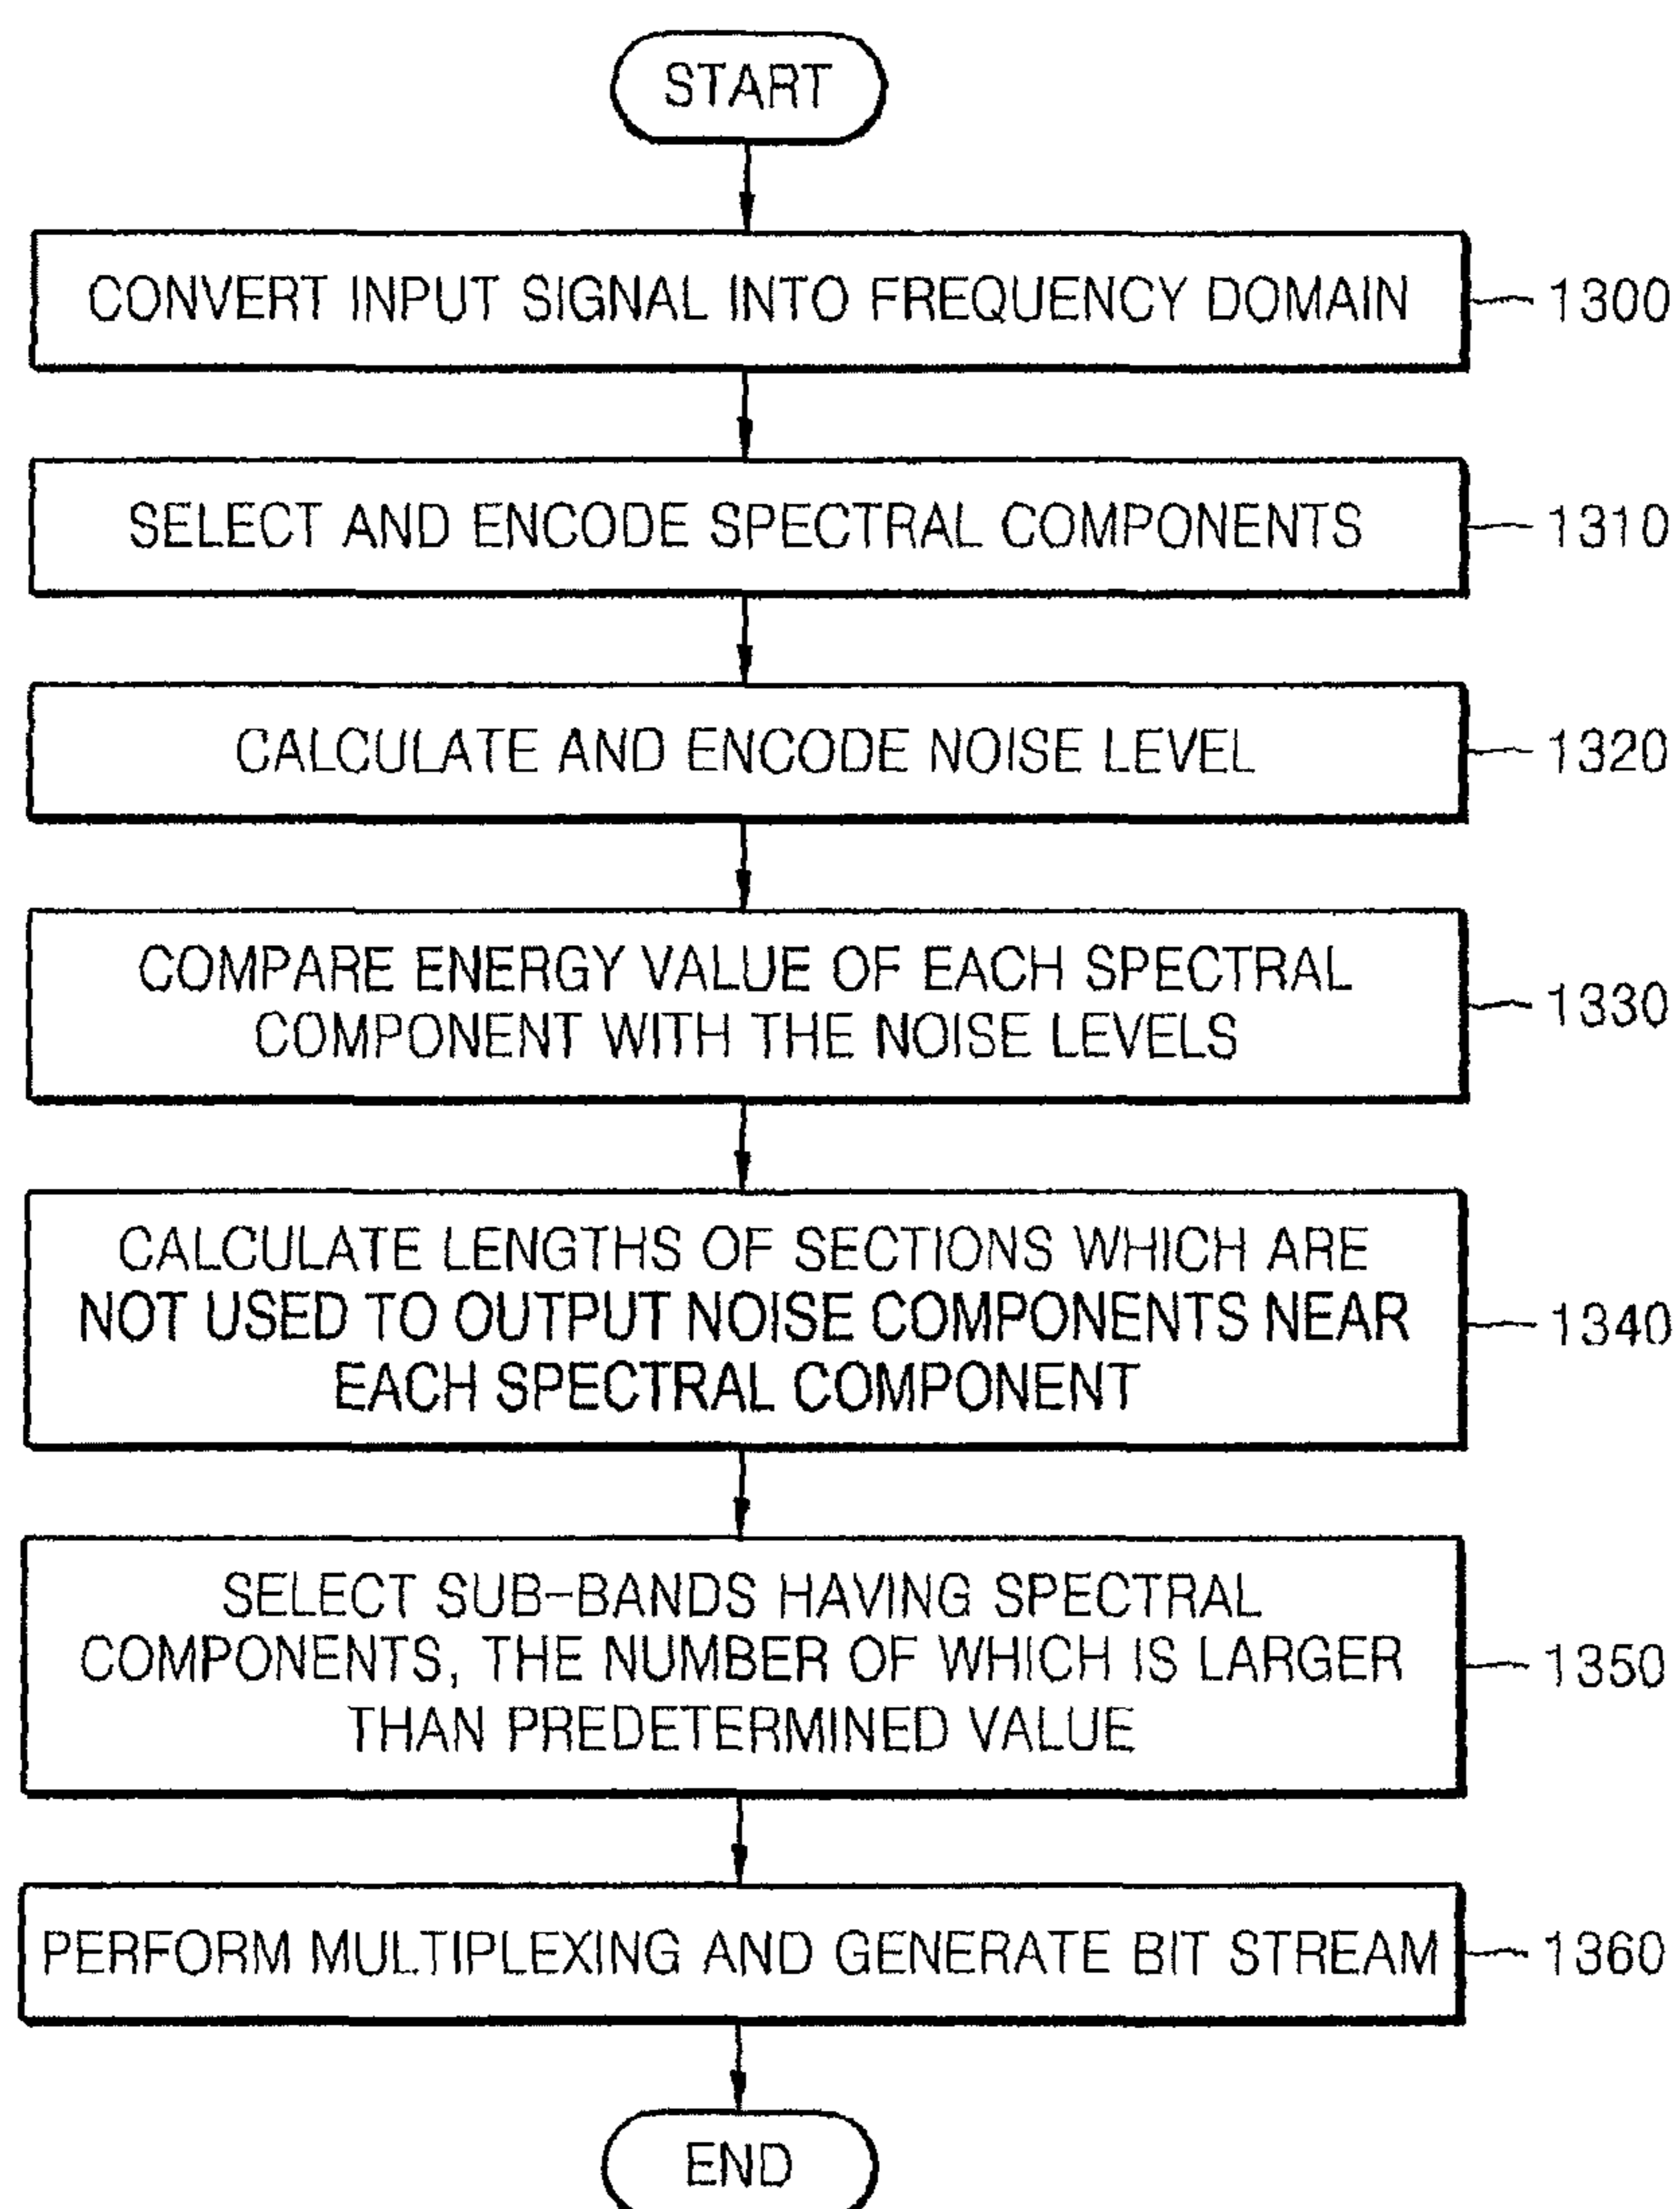 START
CONVERT INPUT SIGNAL INTO FREQUENCY DOMAIN
1300
SELECT AND ENCODE SPECTRAL COMPONENTS
1310
CALCULATE AND ENCODE NOISE LEVEL
1320
COMPARE ENERGY VALUE OF EACH SPECTRAL
COMPONENT WITH THE NOISE LEVELS
1330
CALCULATE LENGTHS OF SECTIONS WHICH ARE
NOT USED TO OUTPUT NOISE COMPONENTS NEAR
EACH SPECTRAL COMPONENT
1340
SELECT SUB-BANDS HAVING SPECTRAL
COMPONENTS, THE NUMBER OF WHICH IS LARGER
THAN PREDETERMINED VALUE
1350
PERFORM MULTIPLEXING AND GENERATE BIT STREAM
1360
END